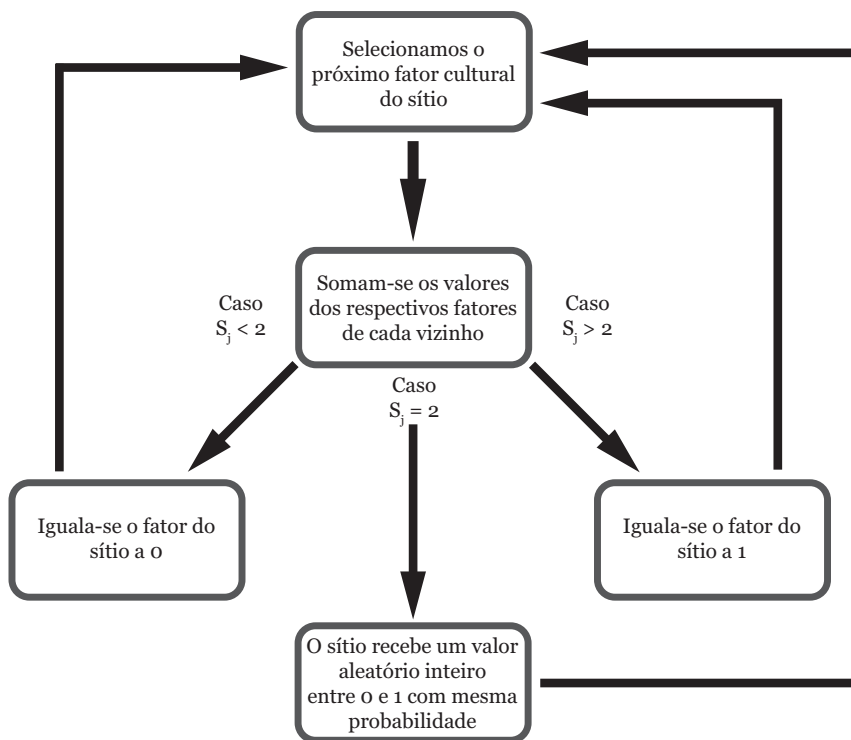 Selecionamos o
próximo fator cultural
do sítio
Somam-se os valores
dos respectivos fatores
de cada vizinho
Caso
Sj < 2
Caso
Sj > 2
Caso
Sj = 2
Iguala-se o fator do
sítio a 0
Iguala-se o fator do
sítio a 1
O sítio recebe um valor
aleatório inteiro
entre 0 e 1 com mesma
probabilidade